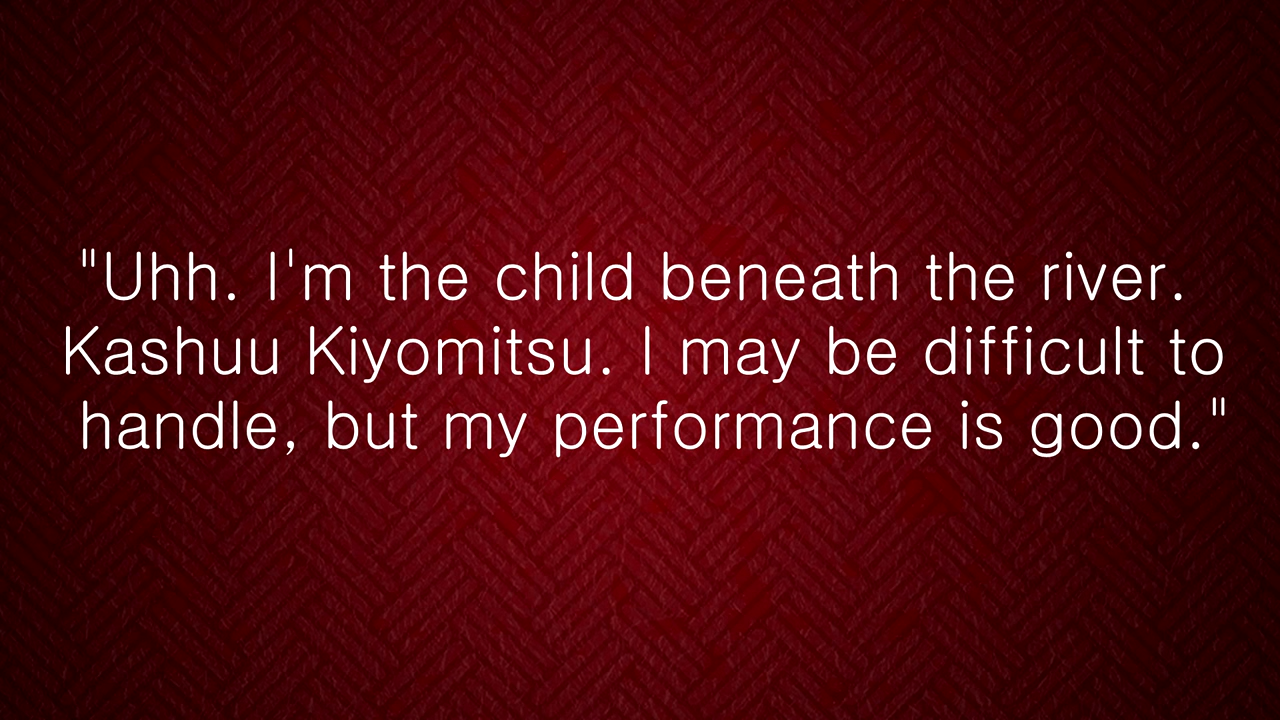 "Uhh. I'm the child beneath the river.
Kashuu Kiyomitsu. I may be difficult to
handle, but my performance is good."